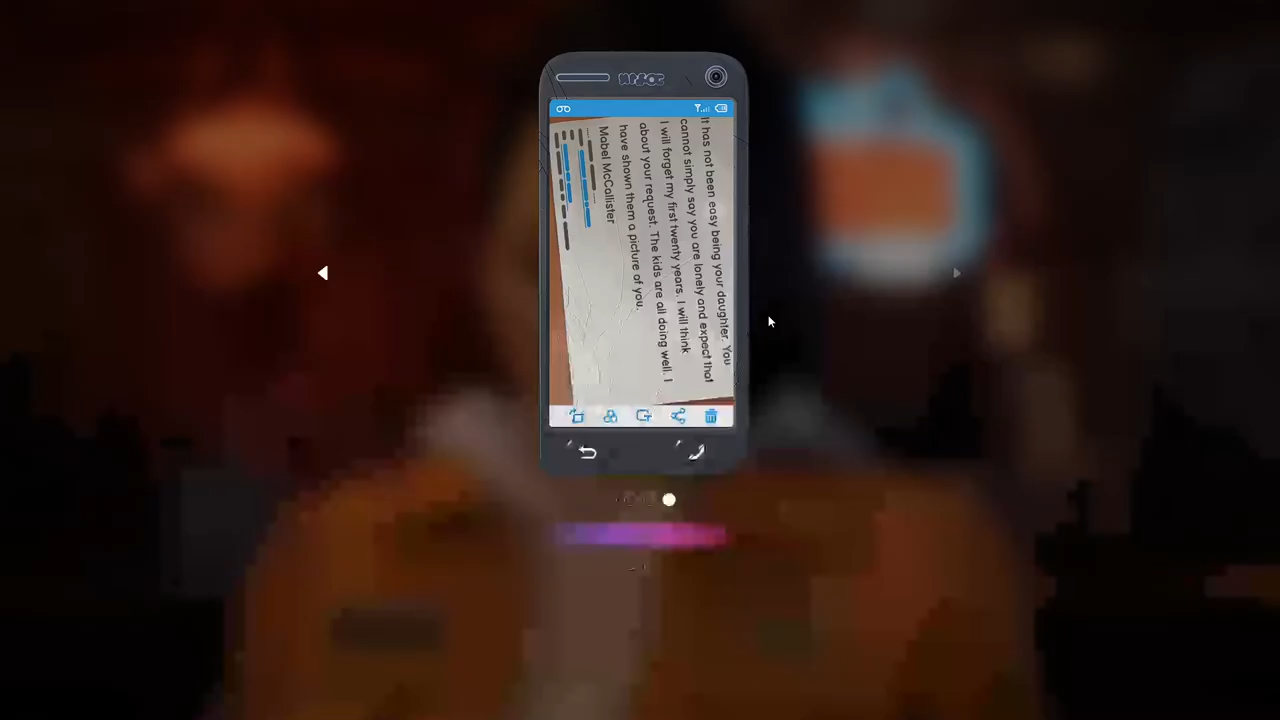 It has not been easy being your daughter. You
cannot simply say you are lonely and expect that
I will forget my first twenty years. I will think
about your request. The kids are all doing well. I
have shown them a picture of you.
Mabel McCallister